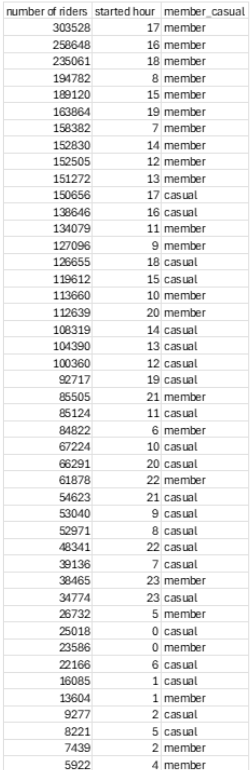 number of riders started hour member_casual
303528 17 member
258648 16 member
235061 18 member
194782 8 member
189120 15 member
163864 19 member
158382 7 member
152830 14 member
152505 12 member
151272 13 member
150656 17 casual
138646 16 casual
134079 11 member
127096 9 member
126655 18 casual
119612 15 casual
113660 10 member
112639 20 member
108319 14 casual
104390 13 casual
100360 12 casual
92717 19 casual
85505 21 member
85124 11 casual
84822 6 member
67224 10 casual
66291 20 casual
61878 22 member
54623 21 casual
53040 9 casual
52971 8 casual
48341 22 casual
39136 7 casual
38465 23 member
34774 23 casual
26732 5 member
25018 0 casual
23586 0 member
22166 6 casual
16085 1 casual
13604 1 member
9277 2 casual
8221 5 casual
7439 2 member
5922 4 member